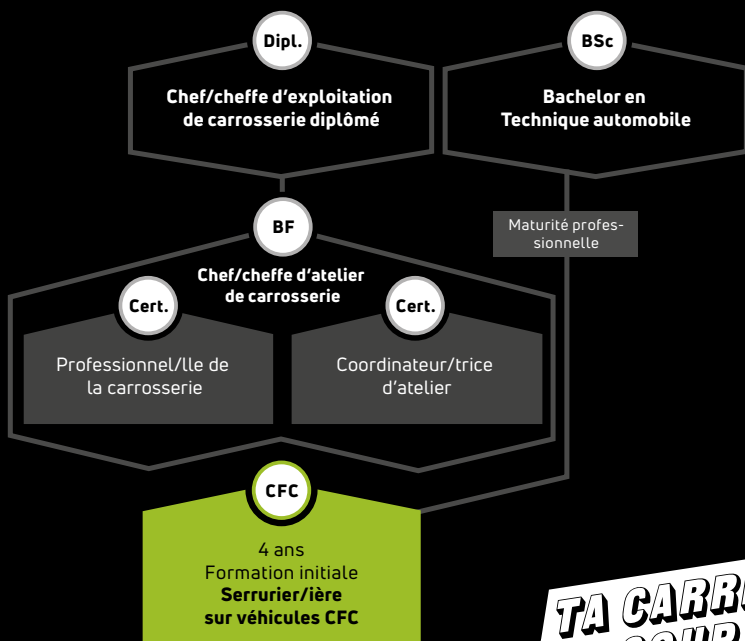 Dipl.
Chef/cheffe d'exploitation
de carrosserie diplômé
BSc
Bachelor en
Technique automobile
Maturité profes-
sionnelle
BF
Chef/cheffe d'atelier
de carrosserie
Cert.
Professionnel/lle de
la carrosserie
Cert.
Coordinateur/trice
d'atelier
CFC
4 ans
Formation initiale
Serrurier/ière
sur véhicules CFC
TA